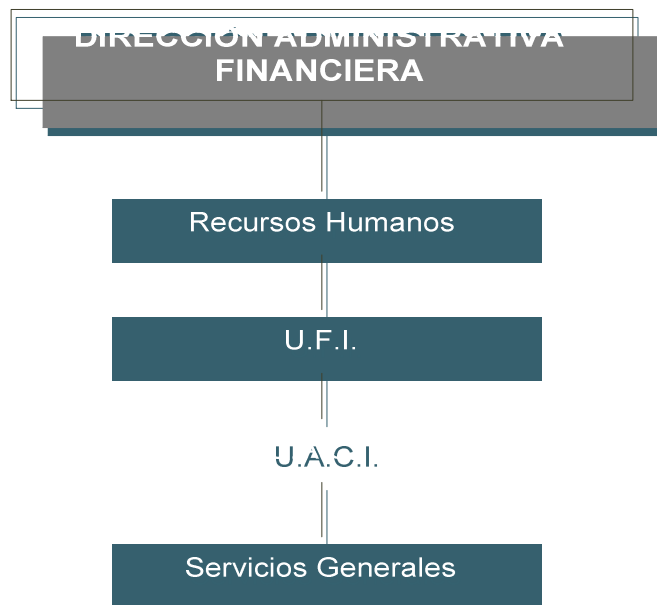 DIRECCIÓN ADMINISTRATIVA
FINANCIERA
Recursos Humanos
U.F.I.
U.A.C.I.
Servicios Generales